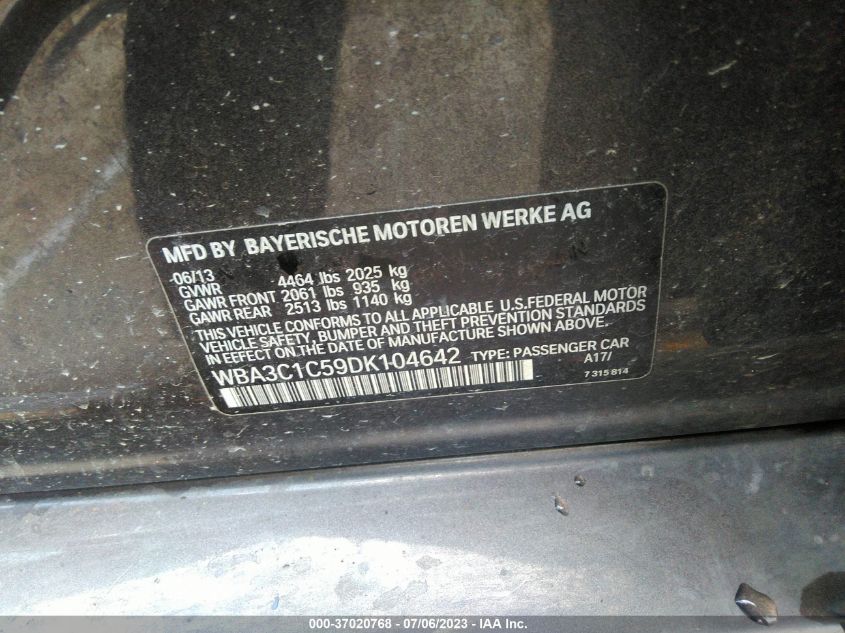 MFD BY BAYERISCHE MOTOREN WERKE AG
06/13
GVWR 4464 lbs 2025 kg
GAWR FRONT 2061 lbs 935 kg
GAWR REAR 2513 lbs 1140 kg
THIS VEHICLE CONFORMS TO ALL APPLICABLE U.S.FEDERAL MOTOR
VEHICLE SAFETY, BUMPER AND THEFT PREVENTION STANDARDS
IN EFFECT ON THE DATE OF MANUFACTURE SHOWN ABOVE.
WBA3C1C59DK104642 TYPE: PASSENGER CAR
A17/
7 315 814
000-37020768 - 07/06/2023 - IAA Inc.